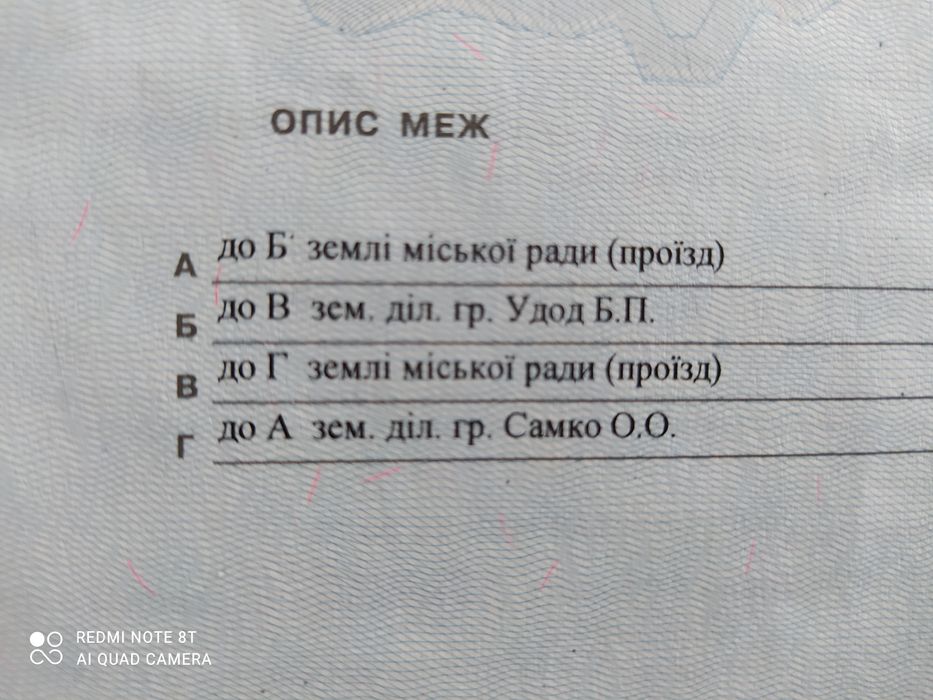 ОПИС МЕЖ
А до Б землі міської ради (проїзд)
Б до В зем. діл. гр. Удод Б.П.
В до Г землі міської ради (проїзд)
Г до А зем. діл. гр. Самко О.О.
REDMI NOTE 8T
AI QUAD CAMERA